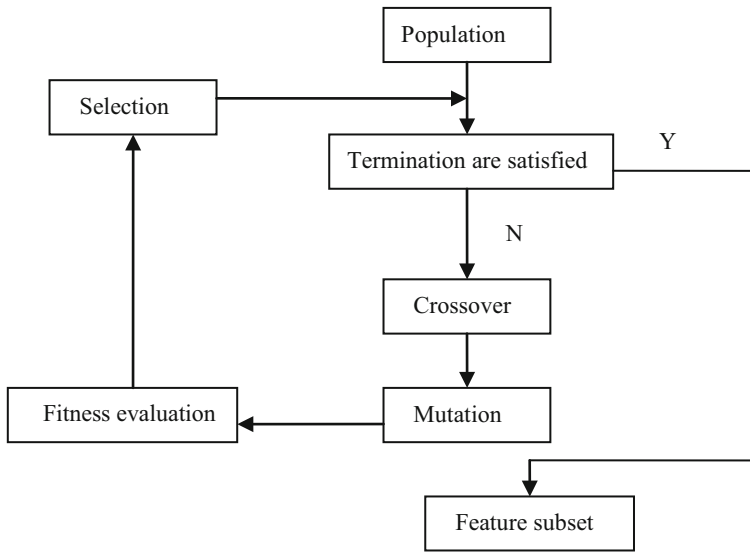 Population
Selection
Termination are satisfied
Y
N
Crossover
Fitness evaluation
Mutation
Feature subset